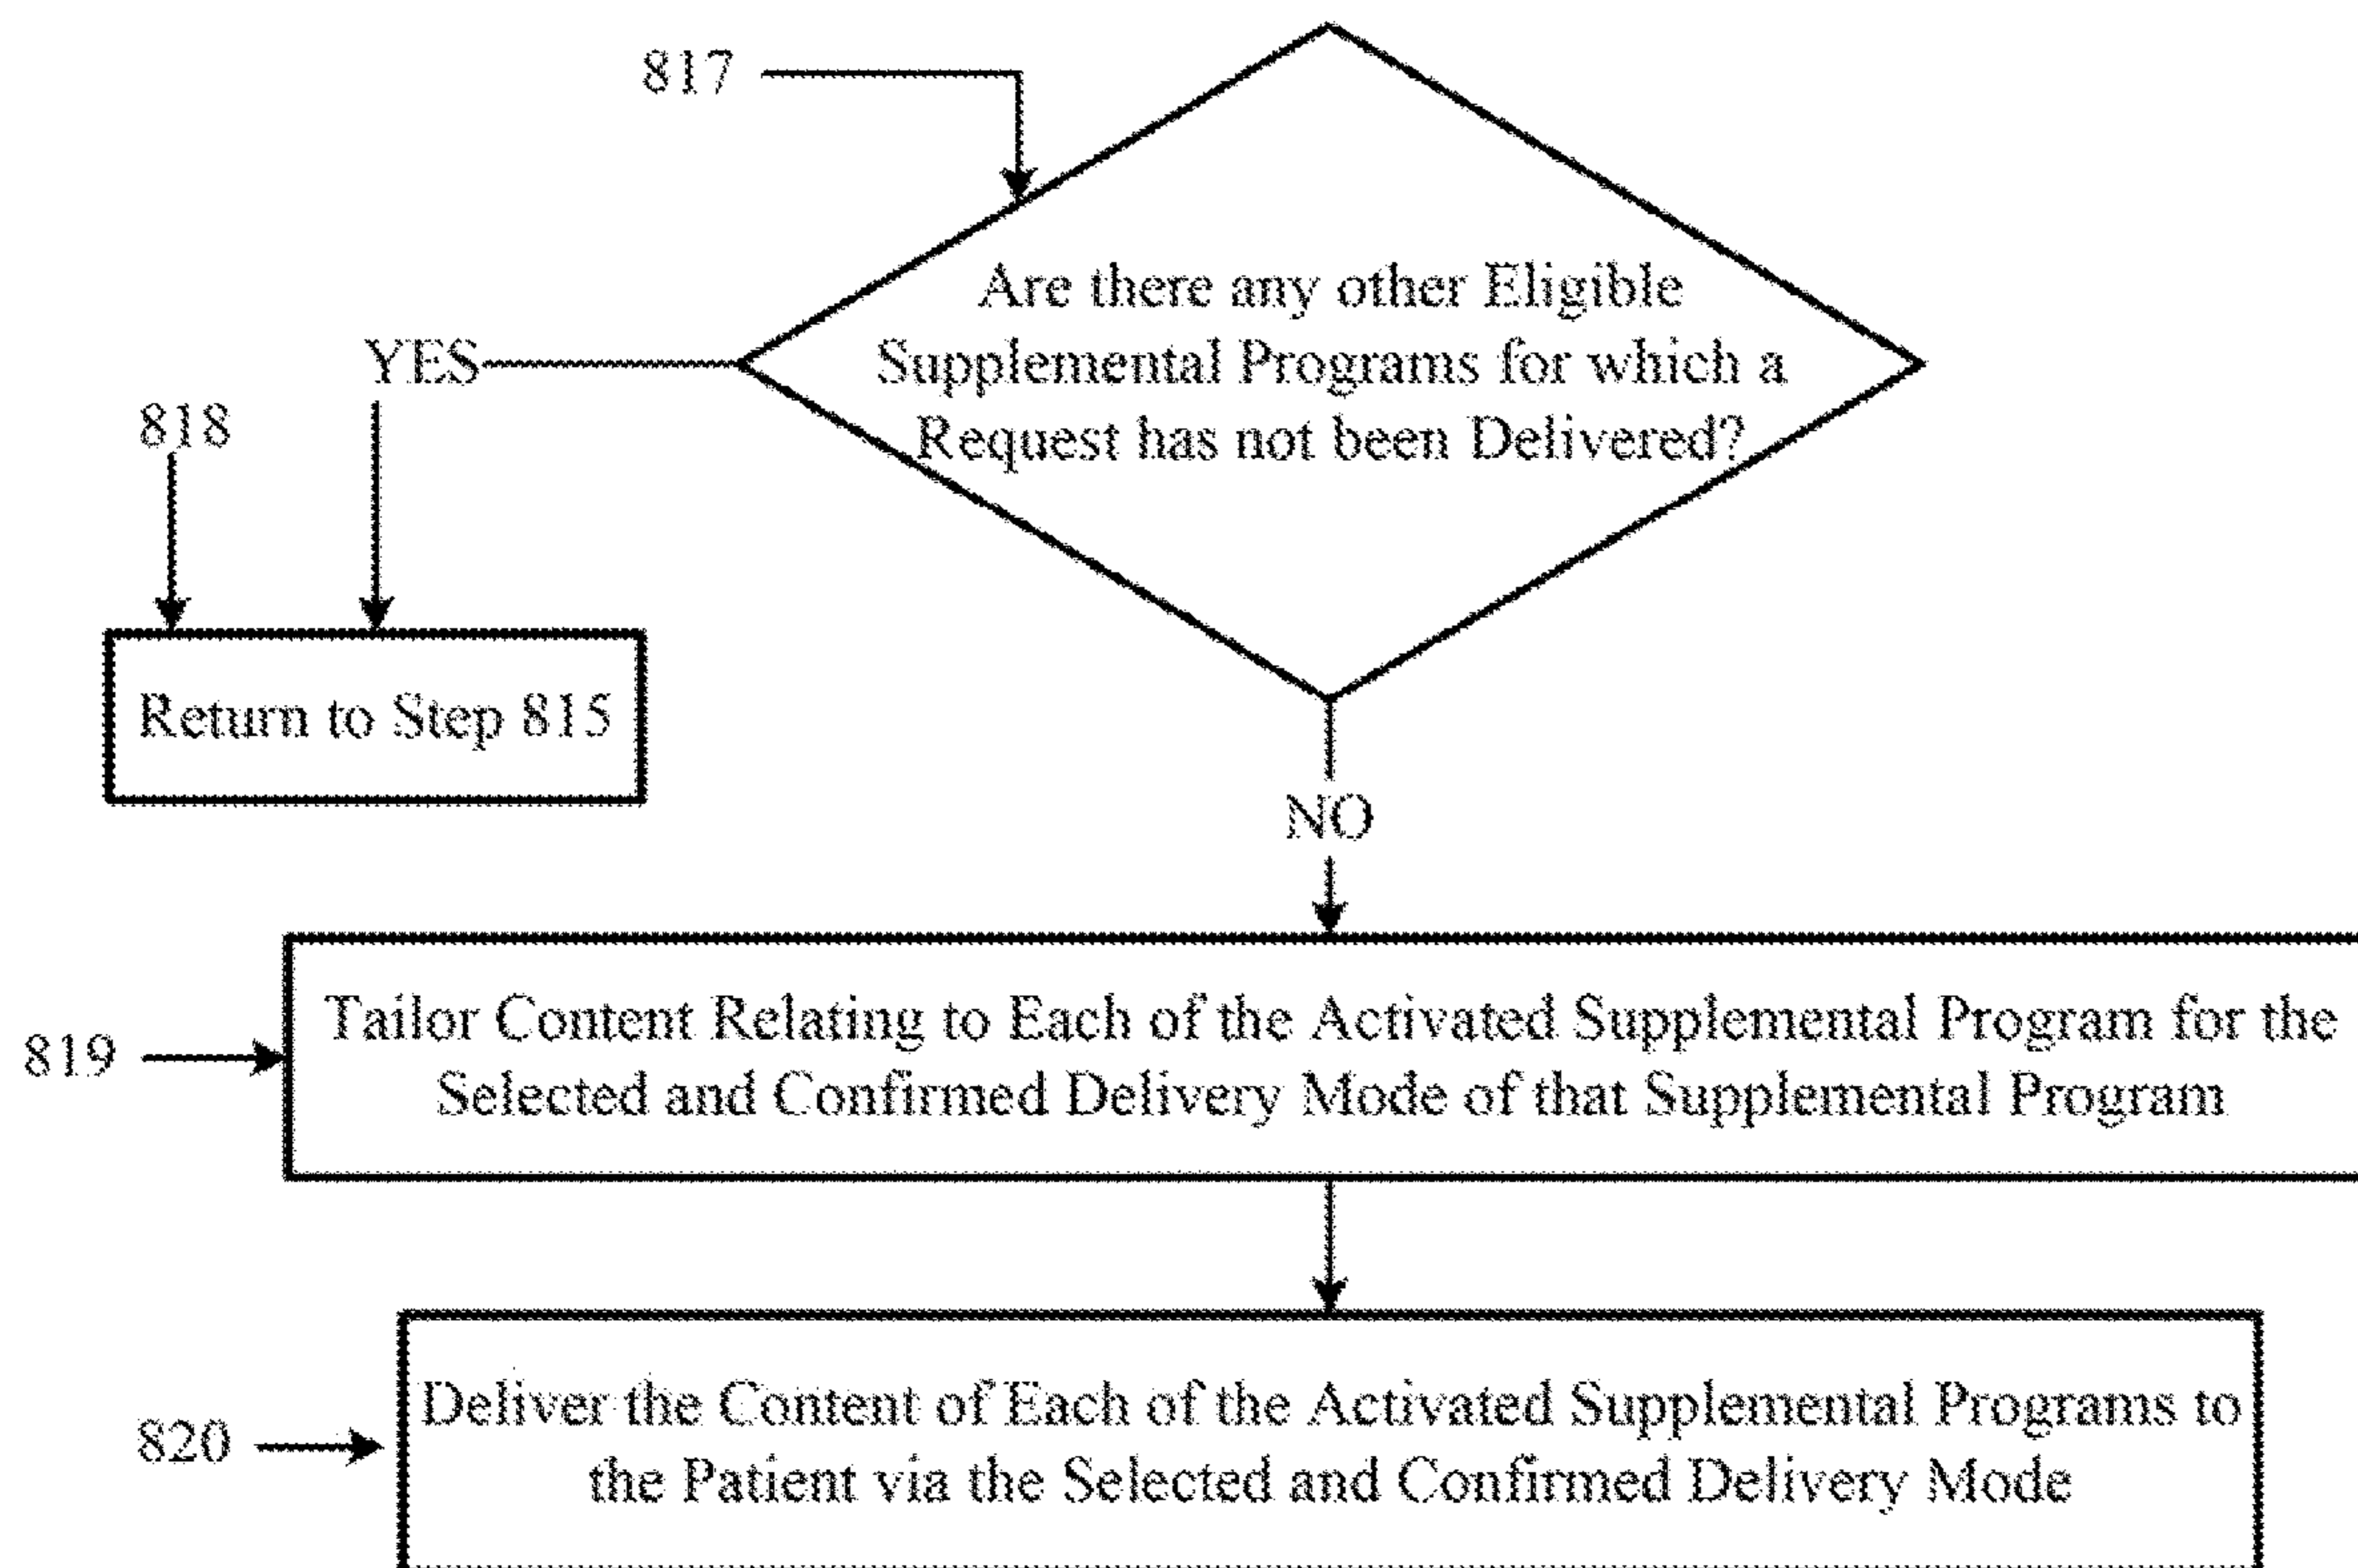 817
Are there any other Eligible
Supplemental Programs for which a
Request has not been Delivered?
YES
818
Return to Step 815
NO
819
Tailor Content Relating to Each of the Activated Supplemental Program for the
Selected and Confirmed Delivery Mode of that Supplemental Program
820
Deliver the Content of Each of the Activated Supplemental Programs to
the Patient via the Selected and Confirmed Delivery Mode